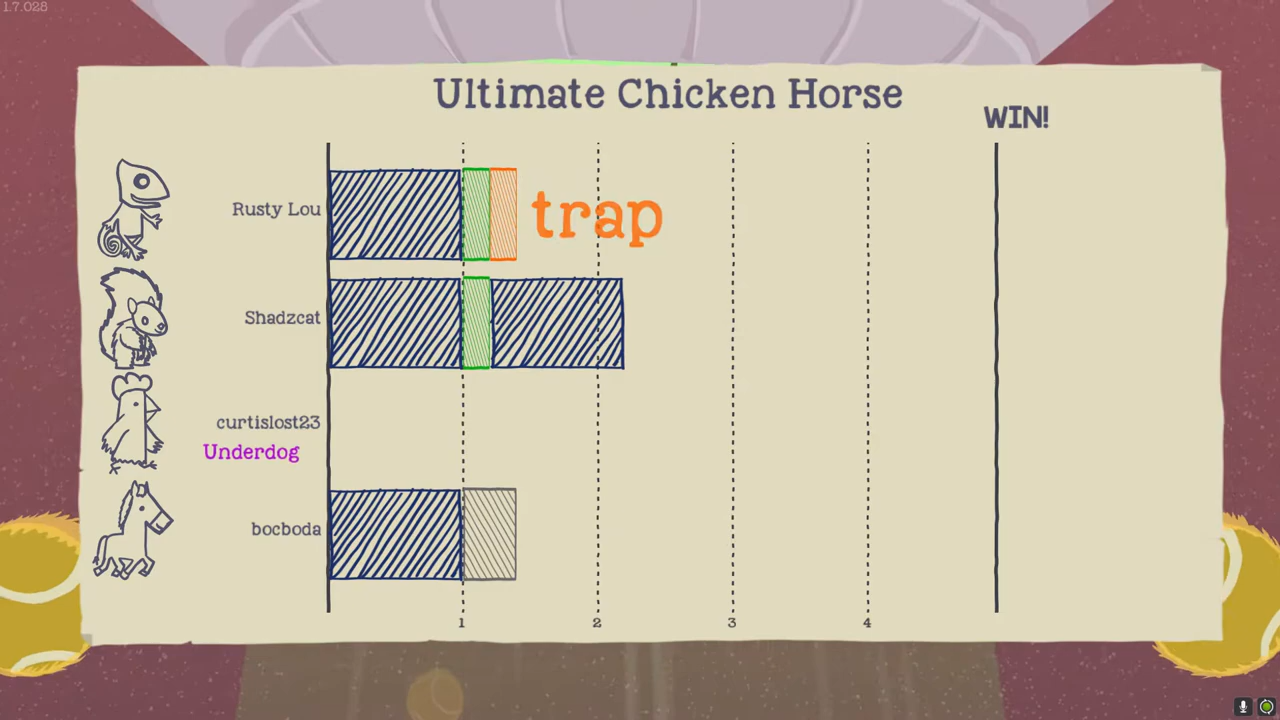 1.7.028
Ultimate Chicken Horse
WIN!
Rusty Lou
trap
Shadzcat
curtislost23
Underdog
bocboda
1 2 3 4